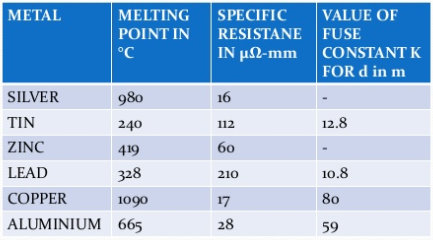 METAL MELTING POINT IN °C SPECIFIC RESISTANE IN μΩ-mm VALUE OF FUSE CONSTANT K FOR d in m
SILVER 980 16 -
TIN 240 112 12.8
ZINC 419 60 -
LEAD 328 210 10.8
COPPER 1090 17 80
ALUMINIUM 665 28 59